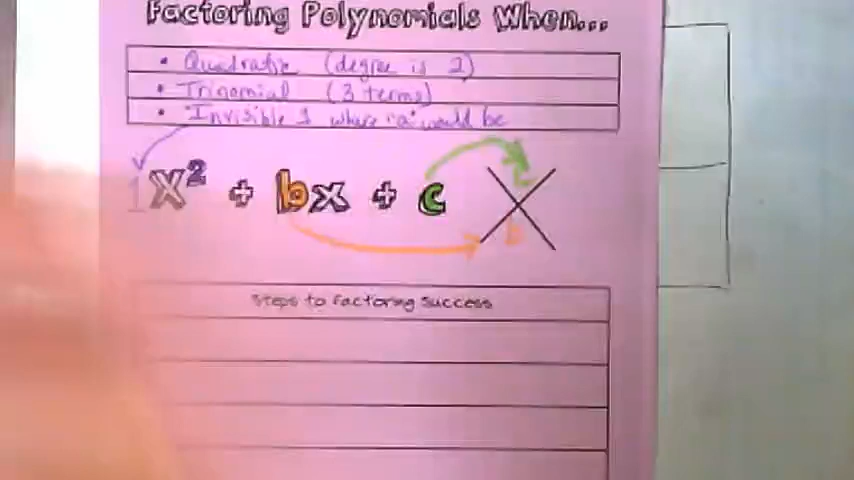 Factoring Polynomials When...
• Quadratic (degree is 2)
• Trinomial (3 terms)
• Invisible 1 where "a" would be
1x² + bx + c
c
b
Steps to Factoring Success